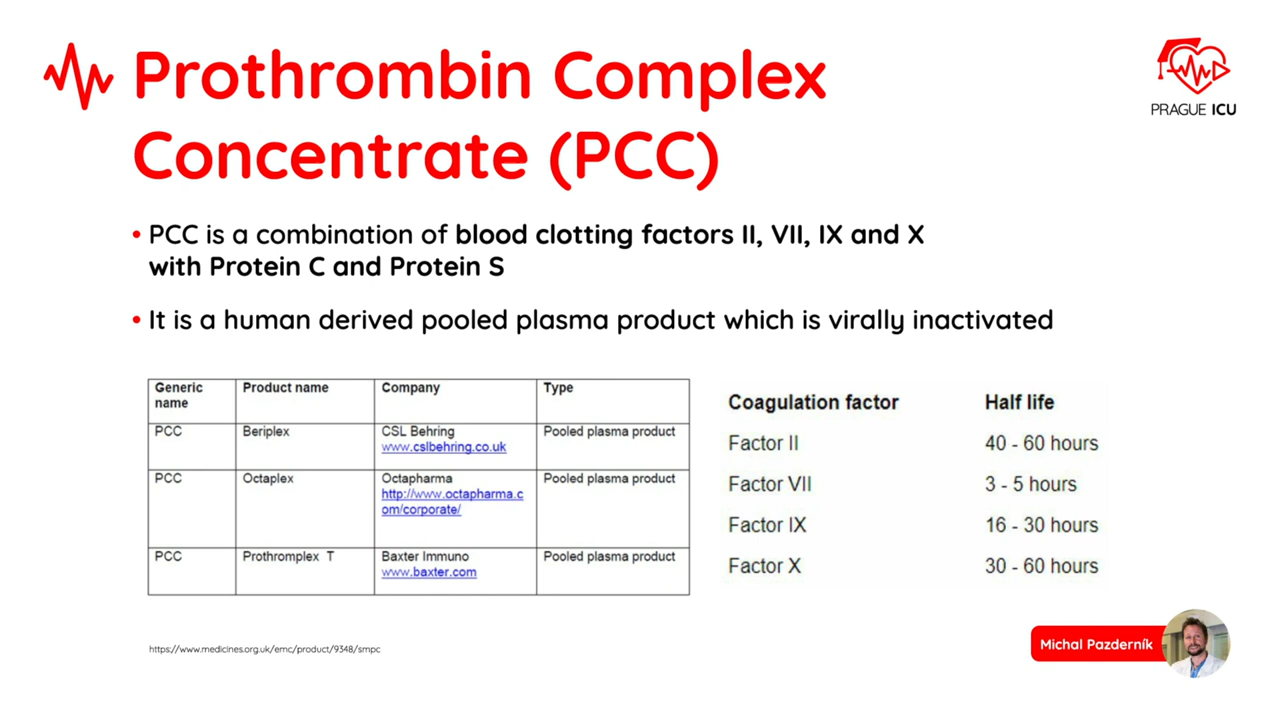 Prothrombin Complex
Concentrate (PCC)
PRAGUE ICU
• PCC is a combination of blood clotting factors II, VII, IX and X
with Protein C and Protein S
• It is a human derived pooled plasma product which is virally inactivated
Generic name Product name Company Type
PCC Beriplex CSL Behring Pooled plasma product
www.cslbehring.co.uk
PCC Octaplex Octapharma Pooled plasma product
http://www.octapharma.c
om/corporate/
PCC Prothromplex T Baxter Immuno Pooled plasma product
www.baxter.com
Coagulation factor Half life
Factor II 40 - 60 hours
Factor VII 3 - 5 hours
Factor IX 16 - 30 hours
Factor X 30 - 60 hours
https://www.medicines.org.uk/emc/product/9348/smpc
Michal Pazderník